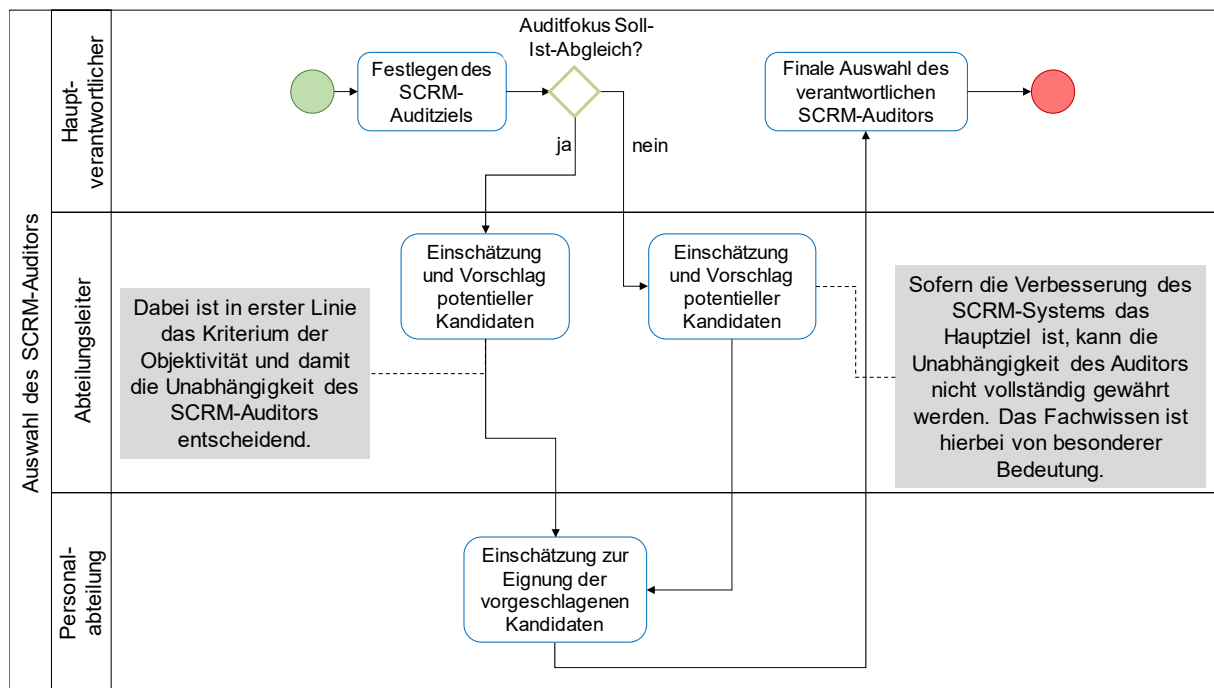 Auswahl des SCRM-Auditors
Haupt-
verantwortlicher
Festlegen des
SCRM-
Auditziels
Auditfokus Soll-
Ist-Abgleich?
ja
nein
Finale Auswahl des
verantwortlichen
SCRM-Auditors
Abteilungsleiter
Dabei ist in erster Linie
das Kriterium der
Objektivität und damit
die Unabhängigkeit des
SCRM-Auditors
entscheidend.
Einschätzung
und Vorschlag
potentieller
Kandidaten
Einschätzung
und Vorschlag
potentieller
Kandidaten
Sofern die Verbesserung des
SCRM-Systems das
Hauptziel ist, kann die
Unabhängigkeit des Auditors
nicht vollständig gewährt
werden. Das Fachwissen ist
hierbei von besonderer
Bedeutung.
Personal-
abteilung
Einschätzung zur
Eignung der
vorgeschlagenen
Kandidaten